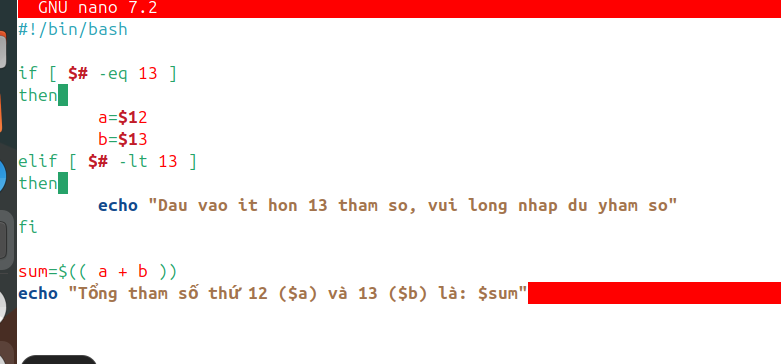 GNU nano 7.2
#!/bin/bash
if [ $# -eq 13 ]
then
a=$12
b=$13
elif [ $# -lt 13 ]
then
echo "Dau vao it hon 13 tham so, vui long nhap du yham so"
fi
sum=$(( a + b ))
echo "Tổng tham số thứ 12 ($a) và 13 ($b) là: $sum"